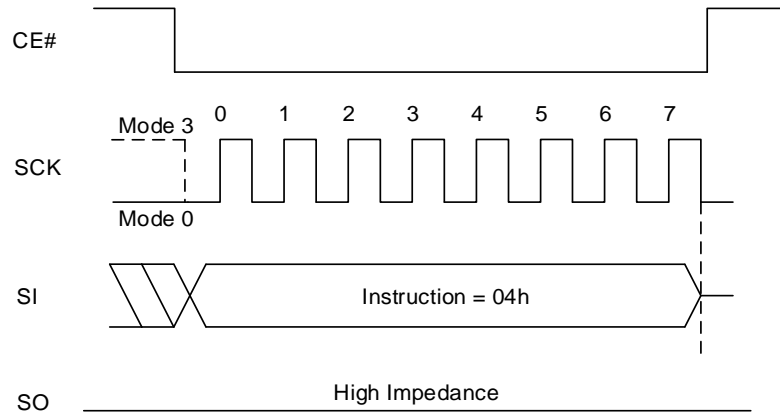 CE#
0 1 2 3 4 5 6 7
Mode 3
SCK
Mode 0
SI
Instruction = 04h
High Impedance
SO